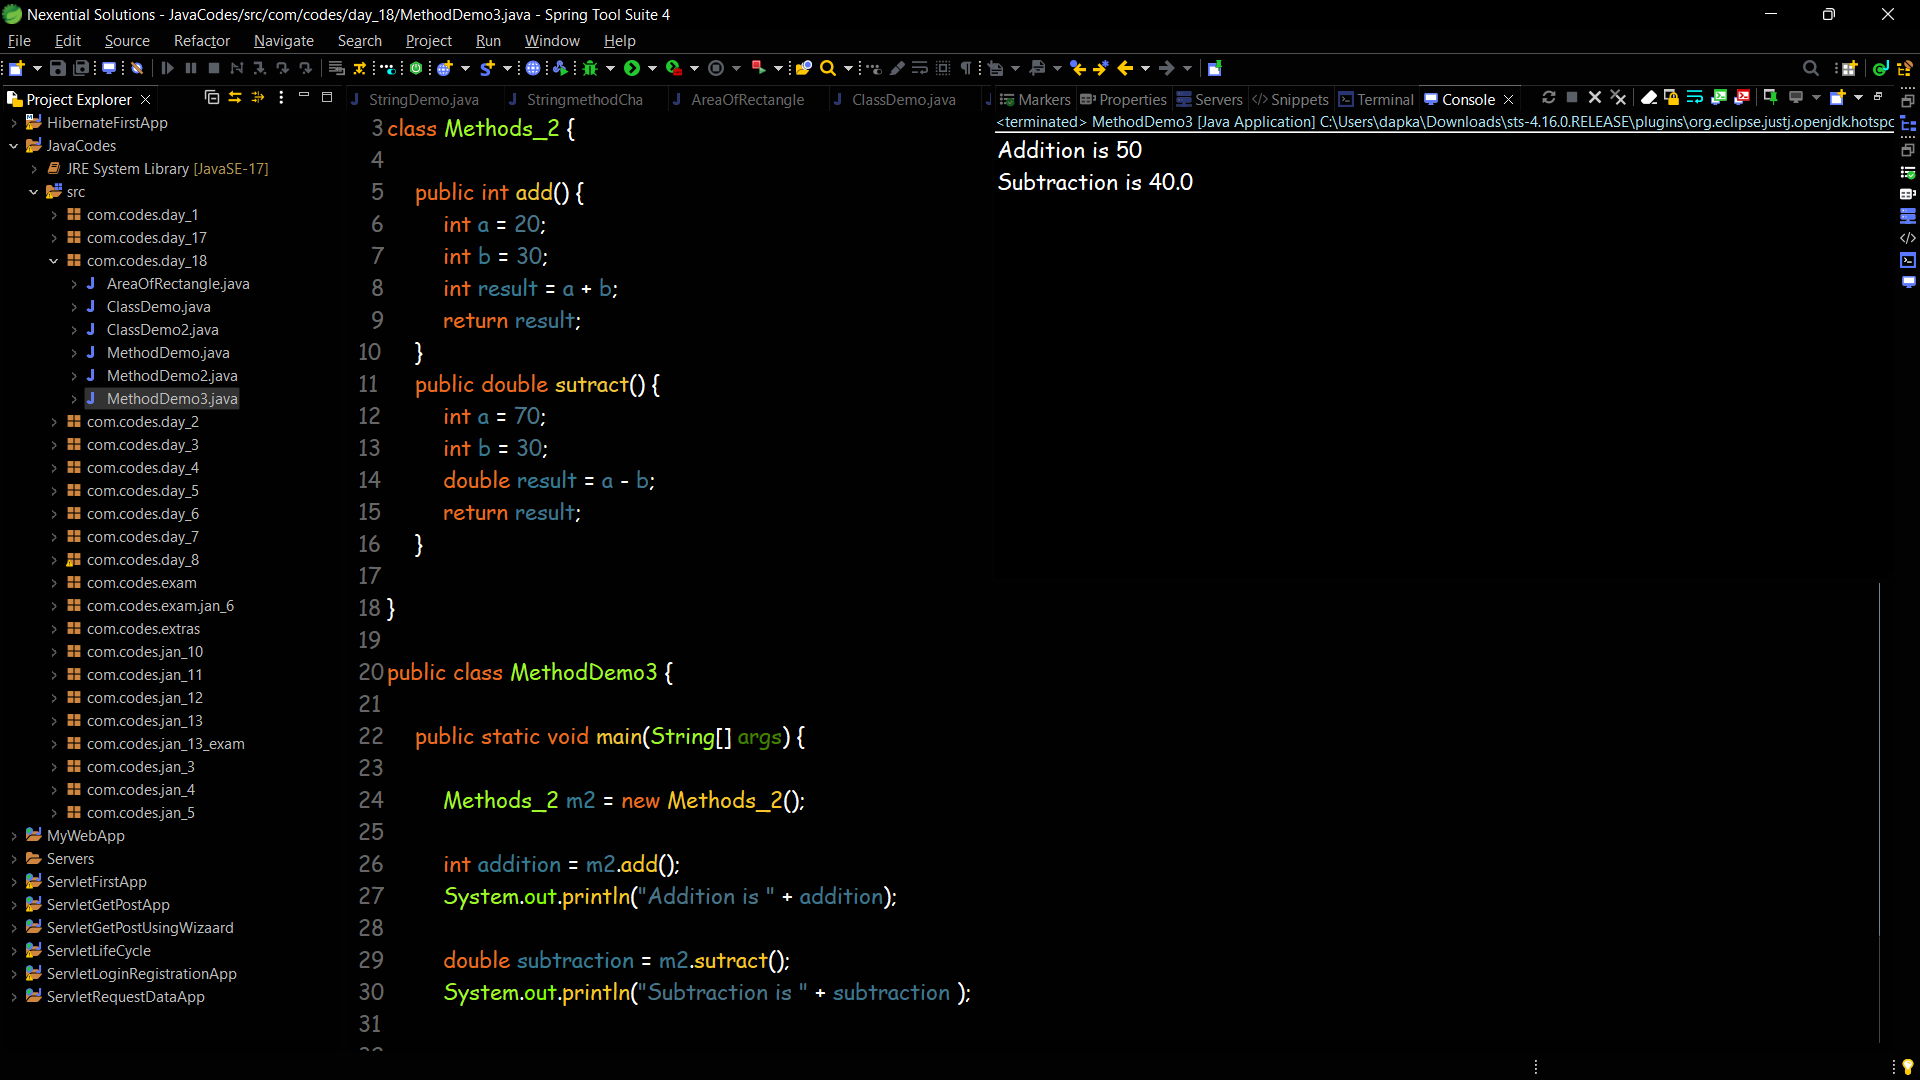 Nexential Solutions - JavaCodes/src/com/codes/day_18/MethodDemo3.java - Spring Tool Suite 4
File Edit Source Refactor Navigate Search Project Run Window Help
Project Explorer
HibernateFirstApp
JavaCodes
JRE System Library [JavaSE-17]
src
com.codes.day_1
com.codes.day_17
com.codes.day_18
AreaOfRectangle.java
ClassDemo.java
ClassDemo2.java
MethodDemo.java
MethodDemo2.java
MethodDemo3.java
com.codes.day_2
com.codes.day_3
com.codes.day_4
com.codes.day_5
com.codes.day_6
com.codes.day_7
com.codes.day_8
com.codes.exam
com.codes.exam.jan_6
com.codes.extras
com.codes.jan_10
com.codes.jan_11
com.codes.jan_12
com.codes.jan_13
com.codes.jan_13_exam
com.codes.jan_3
com.codes.jan_4
com.codes.jan_5
MyWebApp
Servers
ServletFirstApp
ServletGetPostApp
ServletGetPostUsingWizaard
ServletLifeCycle
ServletLoginRegistrationApp
ServletRequestDataApp
StringDemo.java StringmethodCha AreaOfRectangle ClassDemo.java
3 class Methods_2 {
4
5 public int add() {
6 int a = 20;
7 int b = 30;
8 int result = a + b;
9 return result;
10 }
11 public double sutract() {
12 int a = 70;
13 int b = 30;
14 double result = a - b;
15 return result;
16 }
17
18 }
19
20 public class MethodDemo3 {
21
22 public static void main(String[] args) {
23
24 Methods_2 m2 = new Methods_2();
25
26 int addition = m2.add();
27 System.out.println("Addition is " + addition);
28
29 double subtraction = m2.sutract();
30 System.out.println("Subtraction is " + subtraction );
31
Markers Properties Servers Snippets Terminal Console
<terminated> MethodDemo3 [Java Application] C:\Users\dapka\Downloads\sts-4.16.0.RELEASE\plugins\org.eclipse.justj.openjdk.hotspc
Addition is 50
Subtraction is 40.0